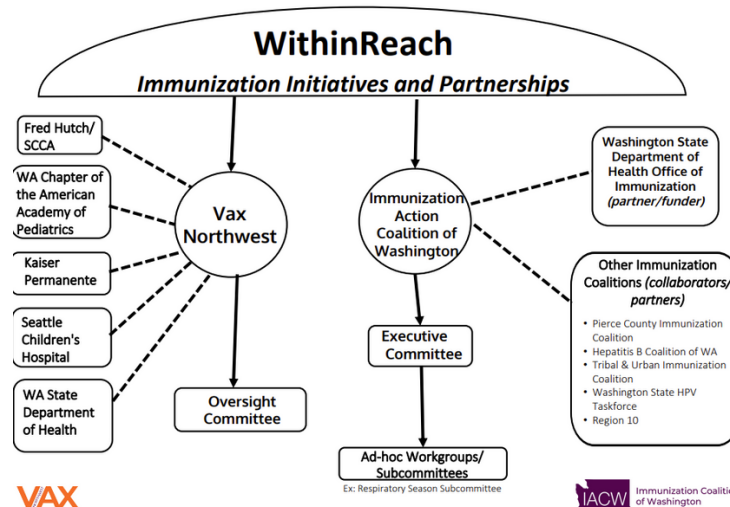 WithinReach
Immunization Initiatives and Partnerships
Fred Hutch/
SCCA
WA Chapter of
the American
Academy of
Pediatrics
Kaiser
Permanente
Seattle
Children's
Hospital
WA State
Department
of Health
Vax
Northwest
Oversight
Committee
Immunization
Action
Coalition of
Washington
Executive
Committee
Ad-hoc Workgroups/
Subcommittees
Ex: Respiratory Season Subcommittee
Washington State
Department of
Health Office of
Immunization
(partner/funder)
Other Immunization
Coalitions (collaborators/
partners)
• Pierce County Immunization
Coalition
• Hepatitis B Coalition of WA
• Tribal & Urban Immunization
Coalition
• Washington State HPV
Taskforce
• Region 10
VAX
IACW
Immunization Coalitio
of Washington